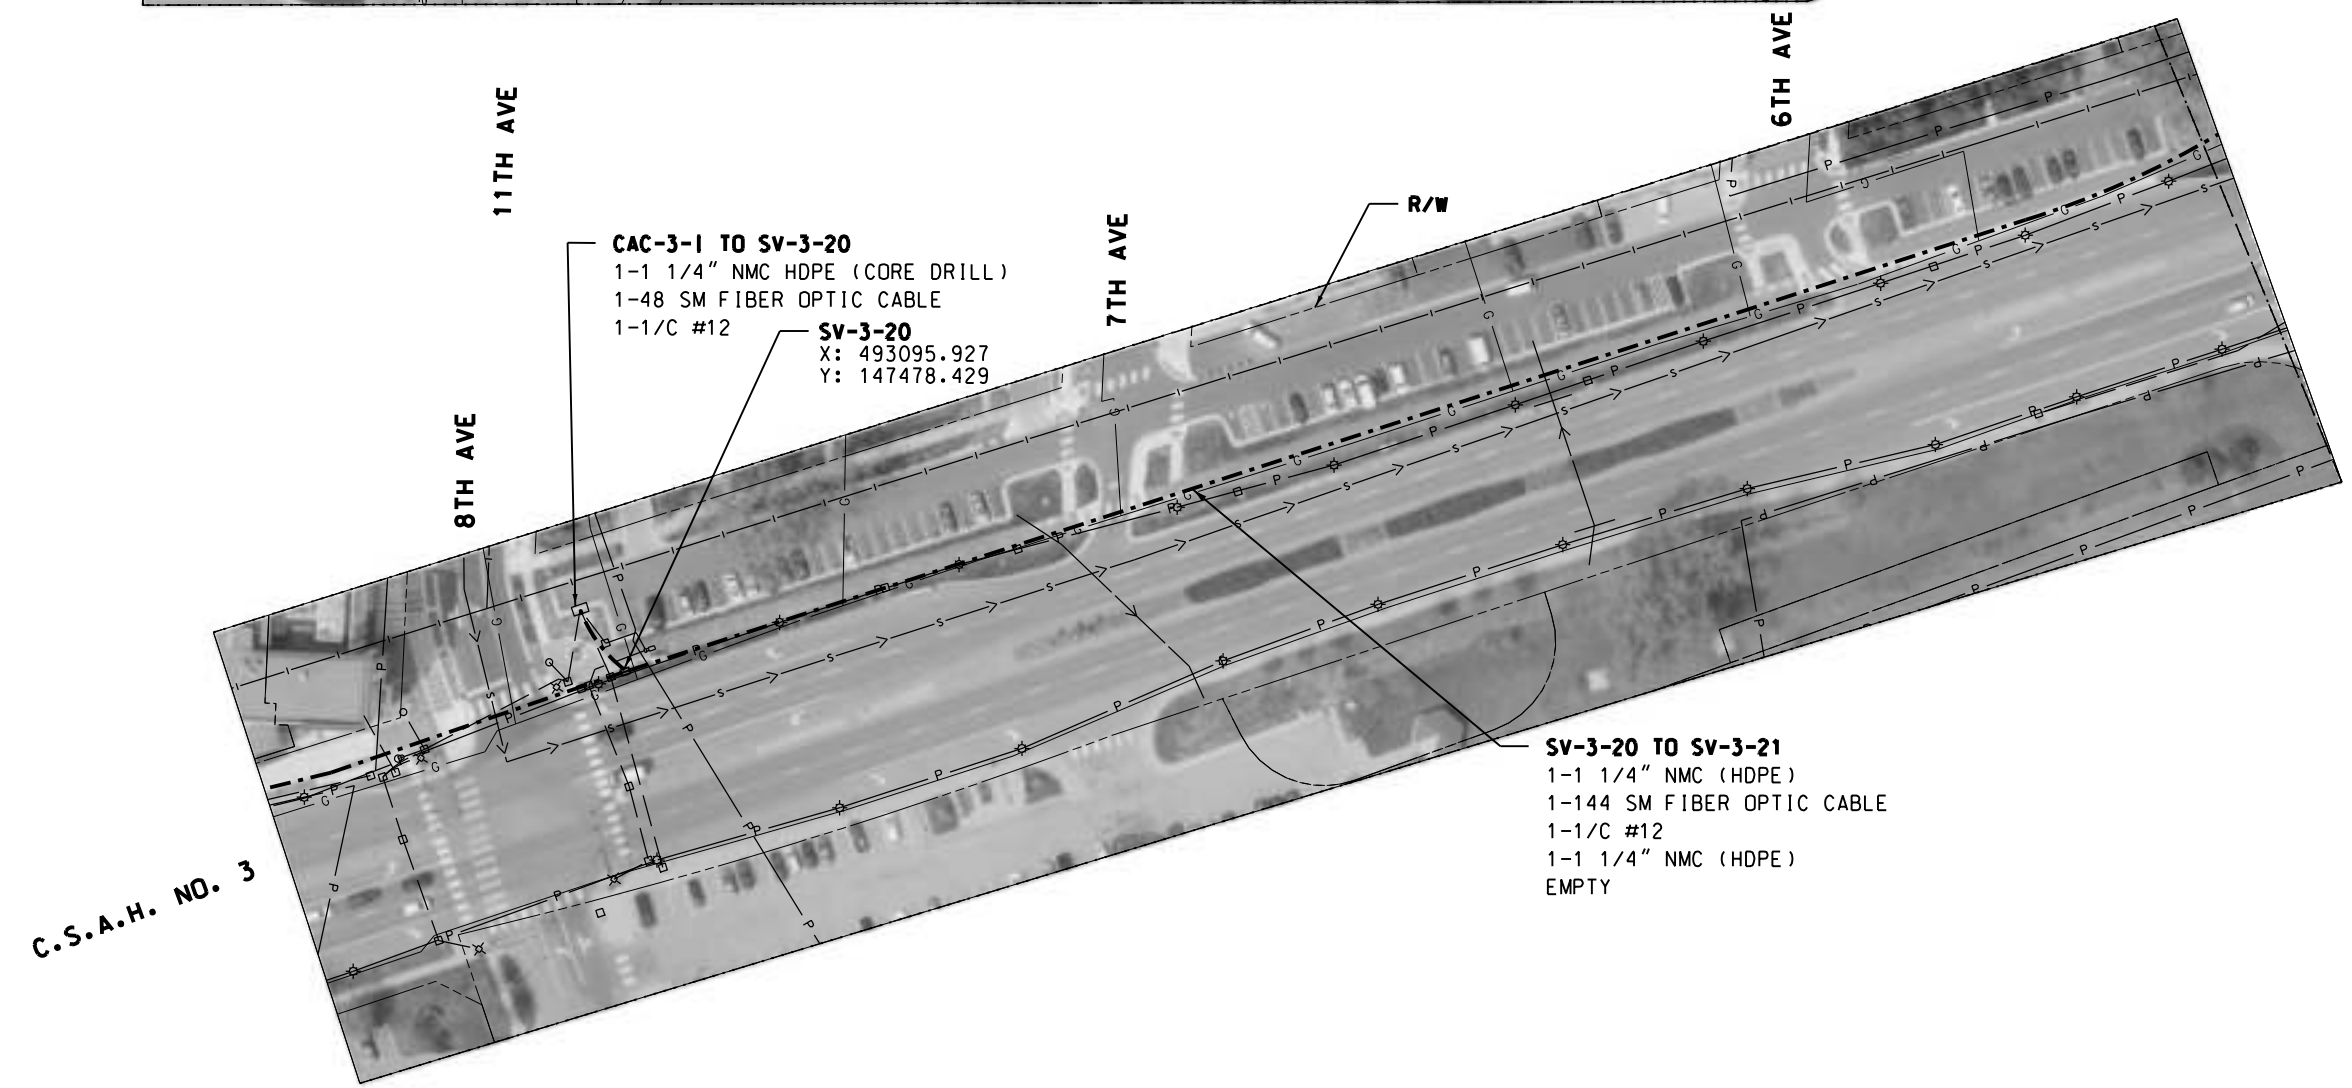 6TH AVE
11TH AVE
R/W
7TH AVE
CAC-3-1 TO SV-3-20
1-1 1/4" NMC HDPE (CORE DRILL)
1-48 SM FIBER OPTIC CABLE
1-1/C #12
SV-3-20
X: 493095.927
Y: 147478.429
8TH AVE
SV-3-20 TO SV-3-21
1-1 1/4" NMC (HDPE)
1-144 SM FIBER OPTIC CABLE
1-1/C #12
1-1 1/4" NMC (HDPE)
EMPTY
C.S.A.H. NO. 3